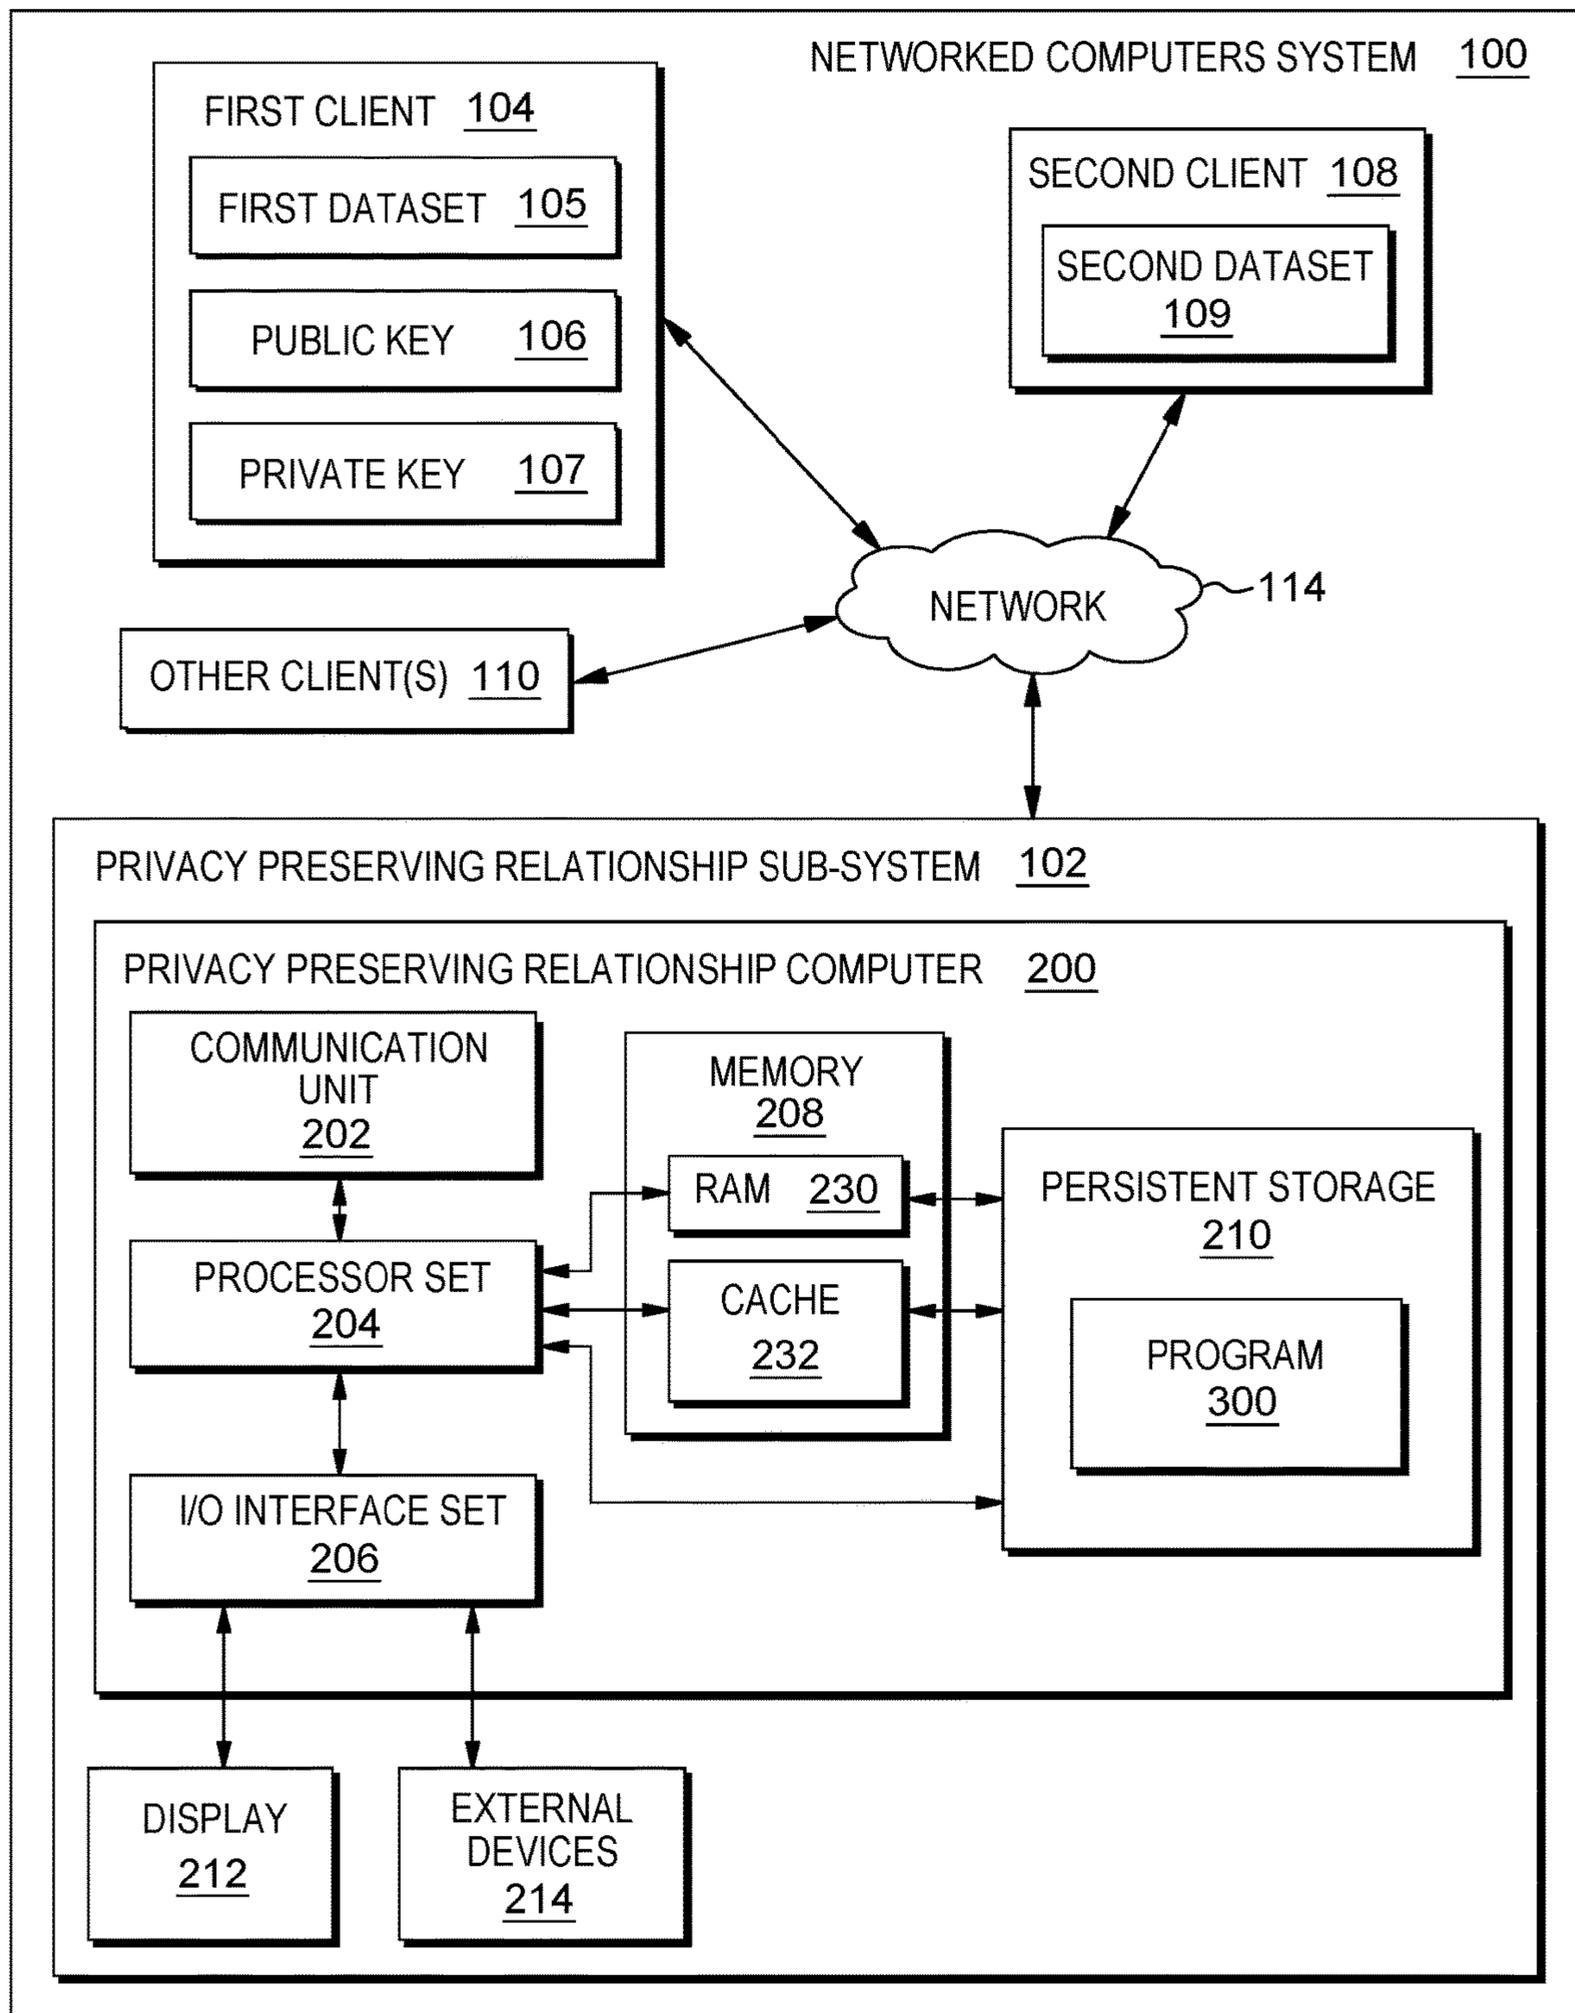 NETWORKED COMPUTERS SYSTEM 100
FIRST CLIENT 104
FIRST DATASET 105
PUBLIC KEY 106
PRIVATE KEY 107
SECOND CLIENT 108
SECOND DATASET
109
NETWORK
114
OTHER CLIENT(S) 110
PRIVACY PRESERVING RELATIONSHIP SUB-SYSTEM 102
PRIVACY PRESERVING RELATIONSHIP COMPUTER 200
COMMUNICATION
UNIT
202
MEMORY
208
RAM 230
CACHE
232
PROCESSOR SET
204
PERSISTENT STORAGE
210
PROGRAM
300
I/O INTERFACE SET
206
DISPLAY
212
EXTERNAL
DEVICES
214